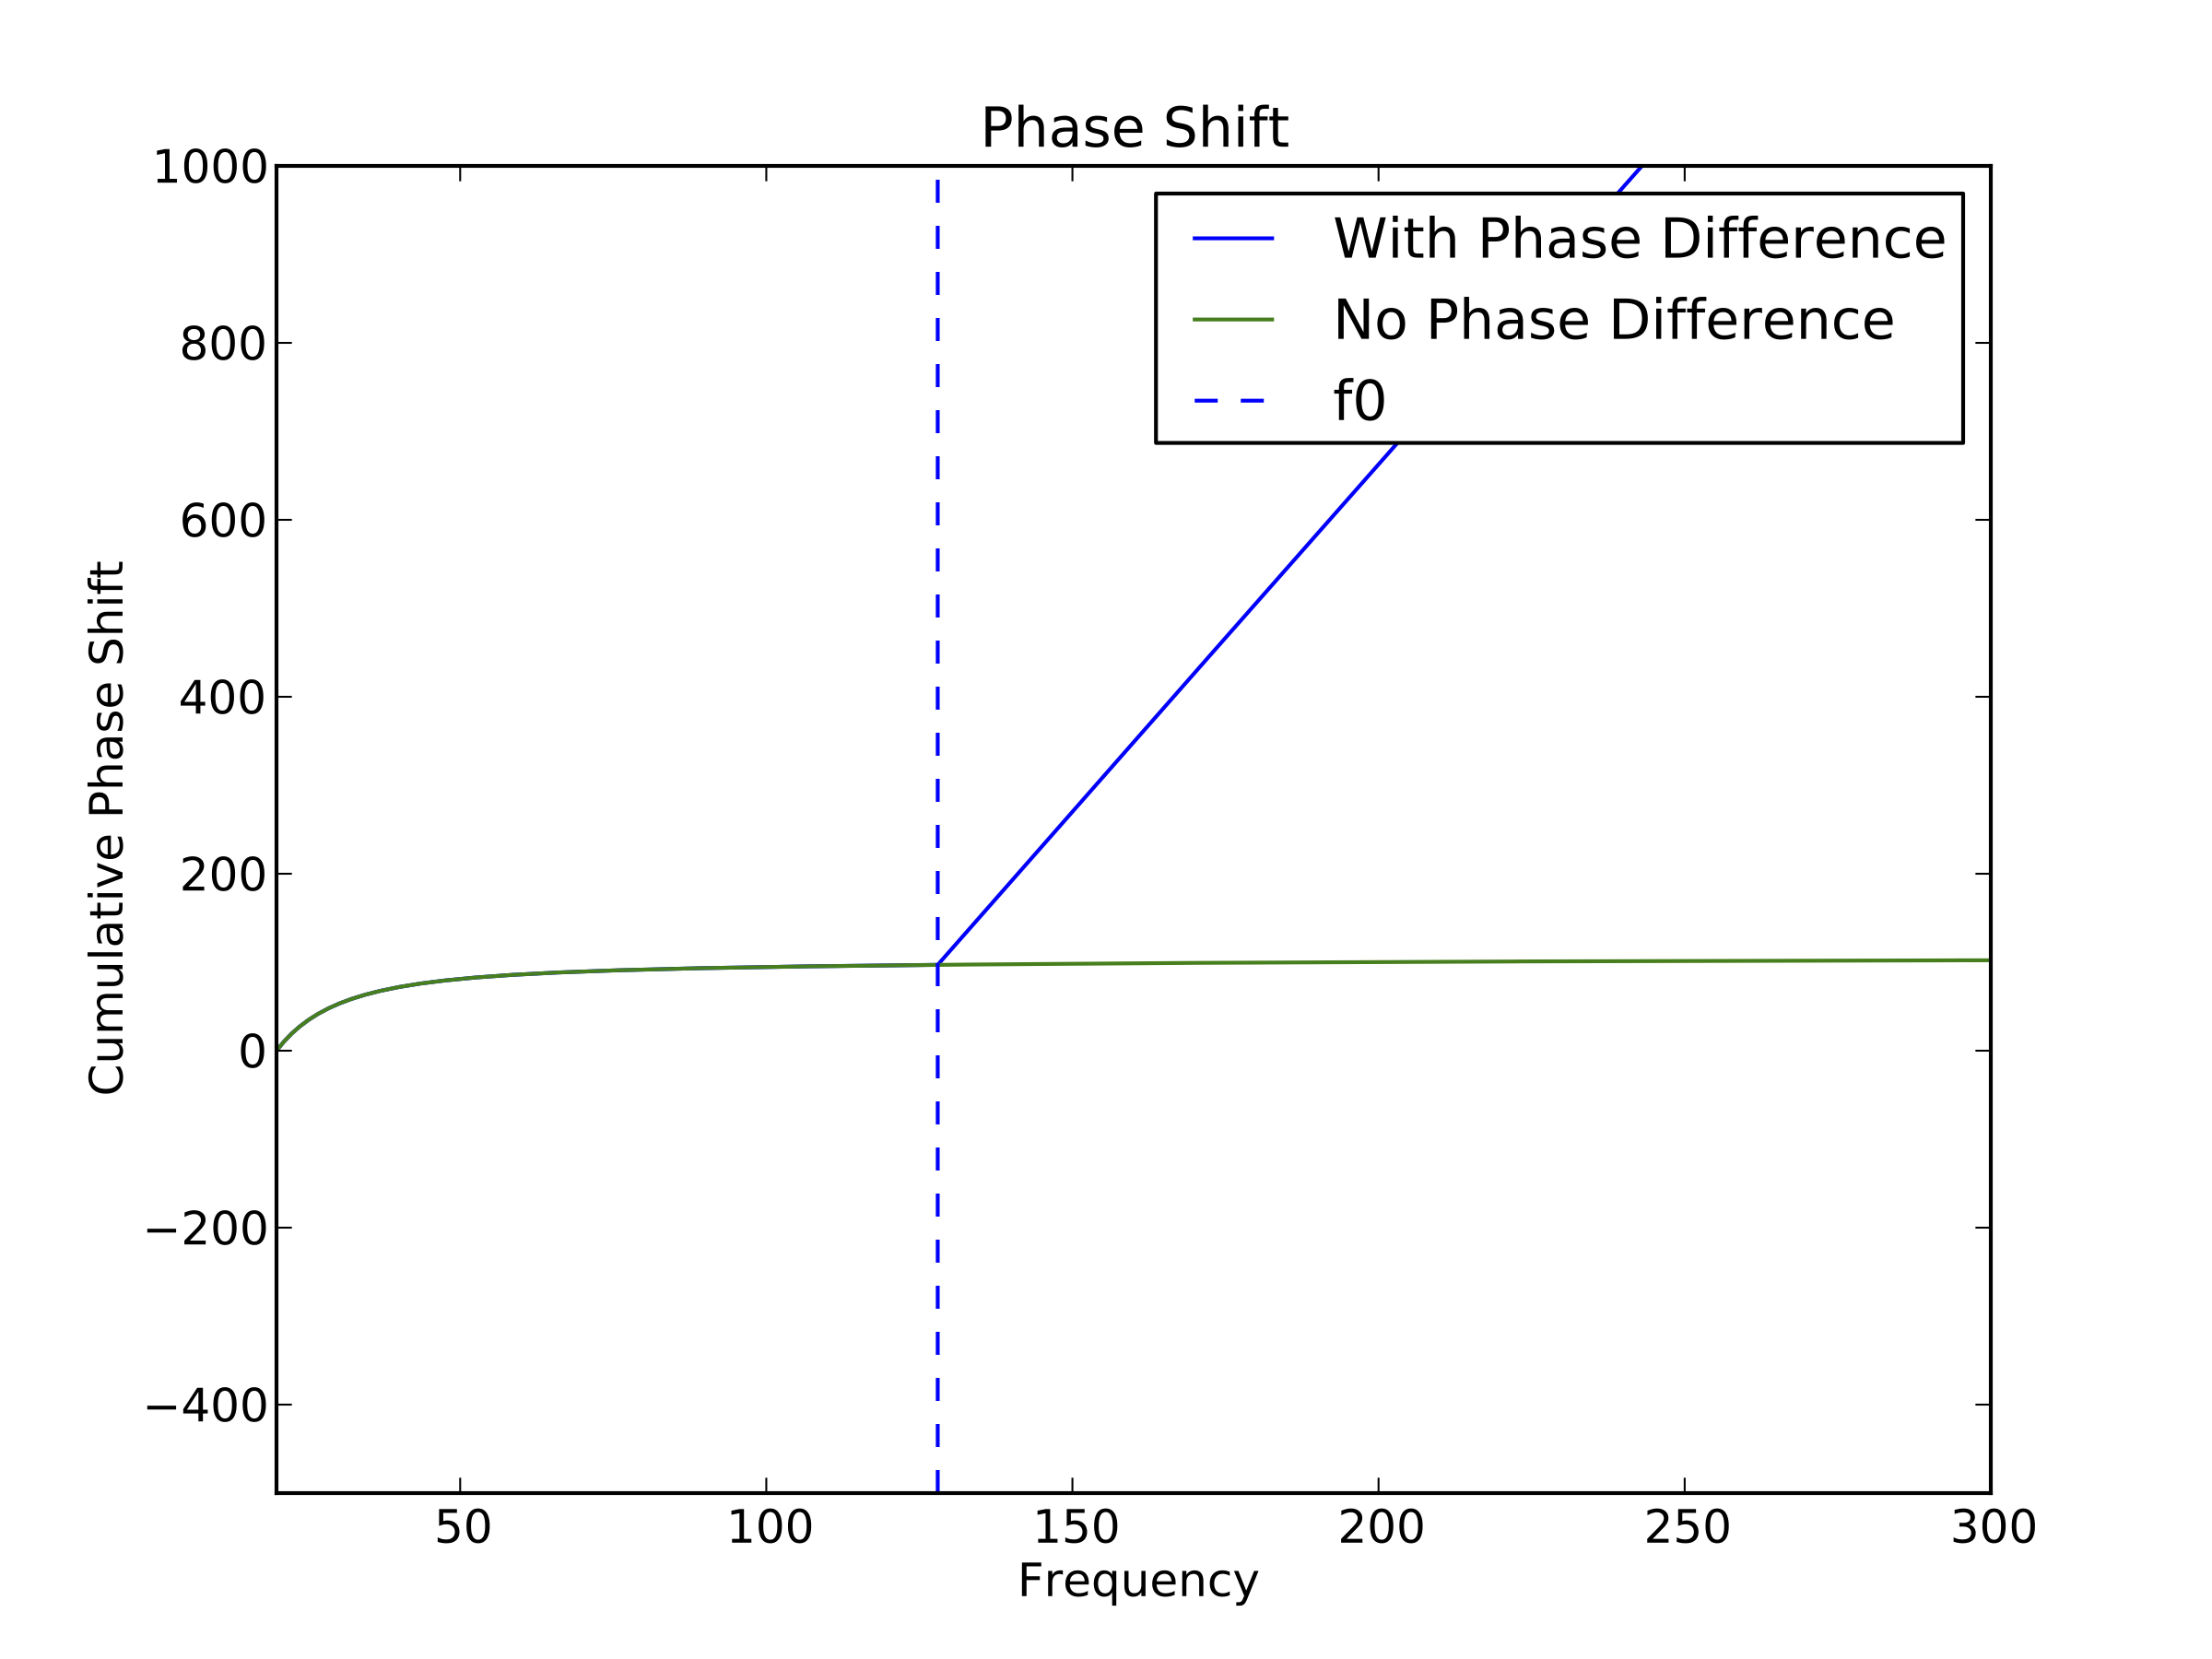 Phase Shift
1000
800
600
400
200
0
−200
−400
Cumulative Phase Shift
With Phase Difference
No Phase Difference
f0
50 100 150 200 250 300
Frequency